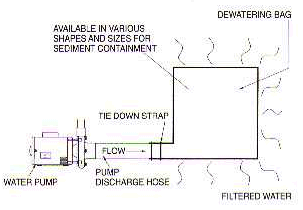 DEWATERING BAG
AVAILABLE IN VARIOUS
SHAPES AND SIZES FOR
SEDIMENT CONTAINMENT
TIE DOWN STRAP
FLOW
WATER PUMP
PUMP
DISCHARGE HOSE
FILTERED WATER